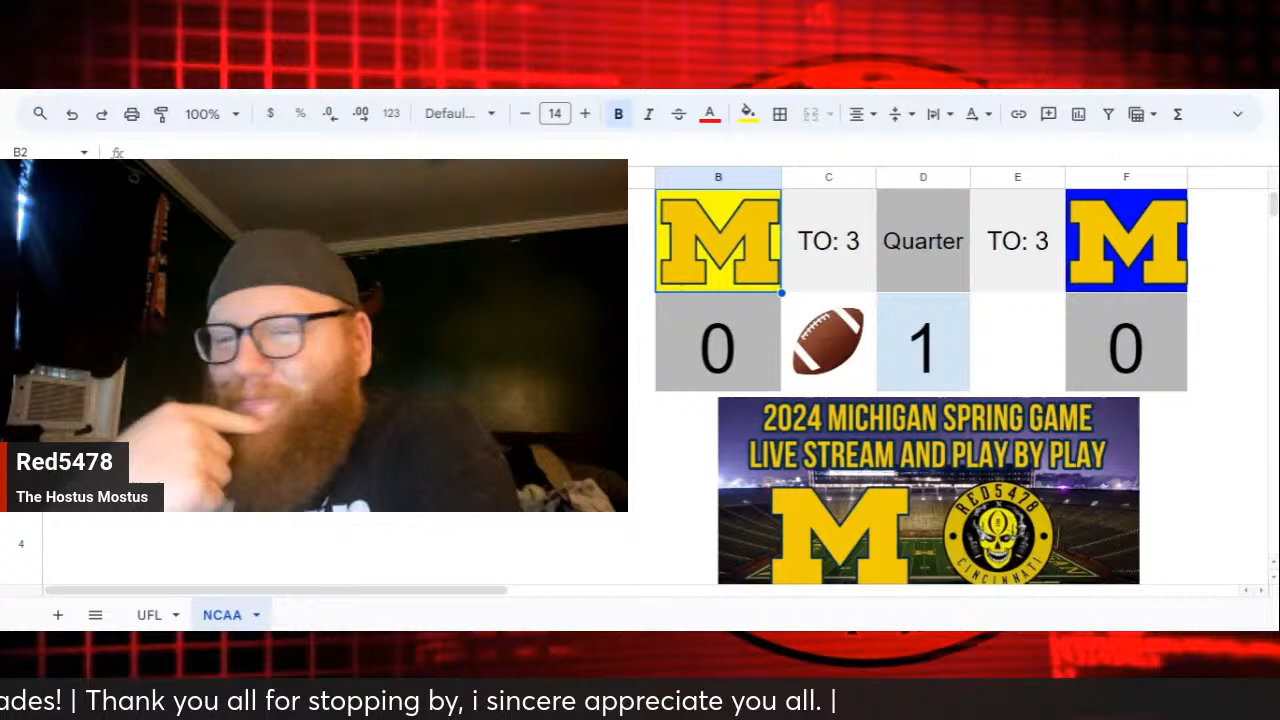 100%
$
%
.0
.00
123
Defaul...
14
B
I
A
Σ
B2
fx
B
C
D
E
F
M
TO: 3
Quarter
TO: 3
M
0
1
0
2024 MICHIGAN SPRING GAME
LIVE STREAM AND PLAY BY PLAY
M
RED5478
CINCINNATI
Red5478
The Hostus Mostus
4
UFL
NCAA
ades! | Thank you all for stopping by, i sincere appreciate you all. |